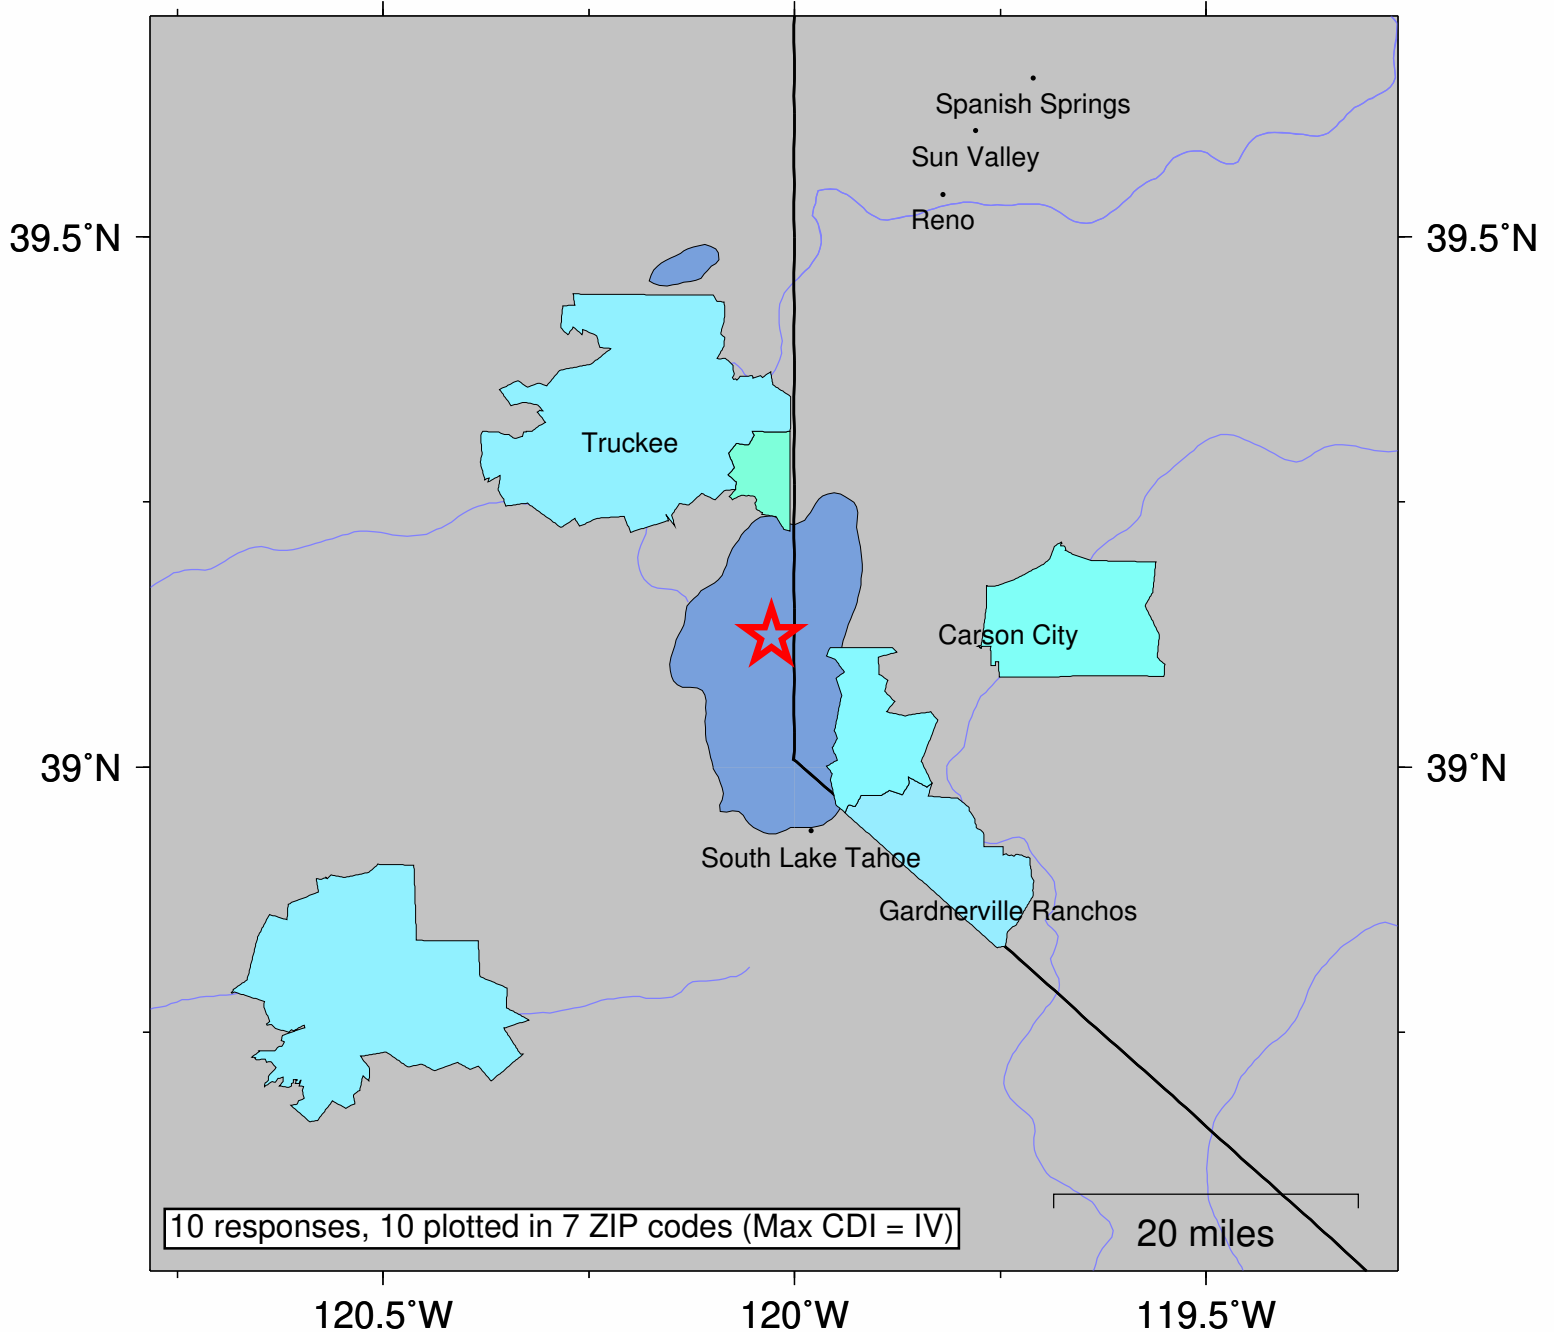 Spanish Springs
Sun Valley
Reno
39.5˚N
39.5˚N
Truckee
Carson City
39˚N
39˚N
South Lake Tahoe
Gardnerville Ranchos
10 responses, 10 plotted in 7 ZIP codes (Max CDI = IV)
20 miles
120.5˚W
120˚W
119.5˚W